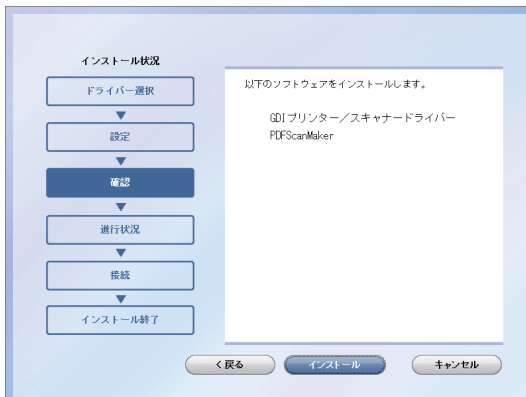 インストール状況
ドライバー選択
設定
確認
進行状況
接続
インストール終了
以下のソフトウェアをインストールします。
GDIプリンター／スキャナードライバー
PDFScanMaker
< 戻る
インストール
キャンセル